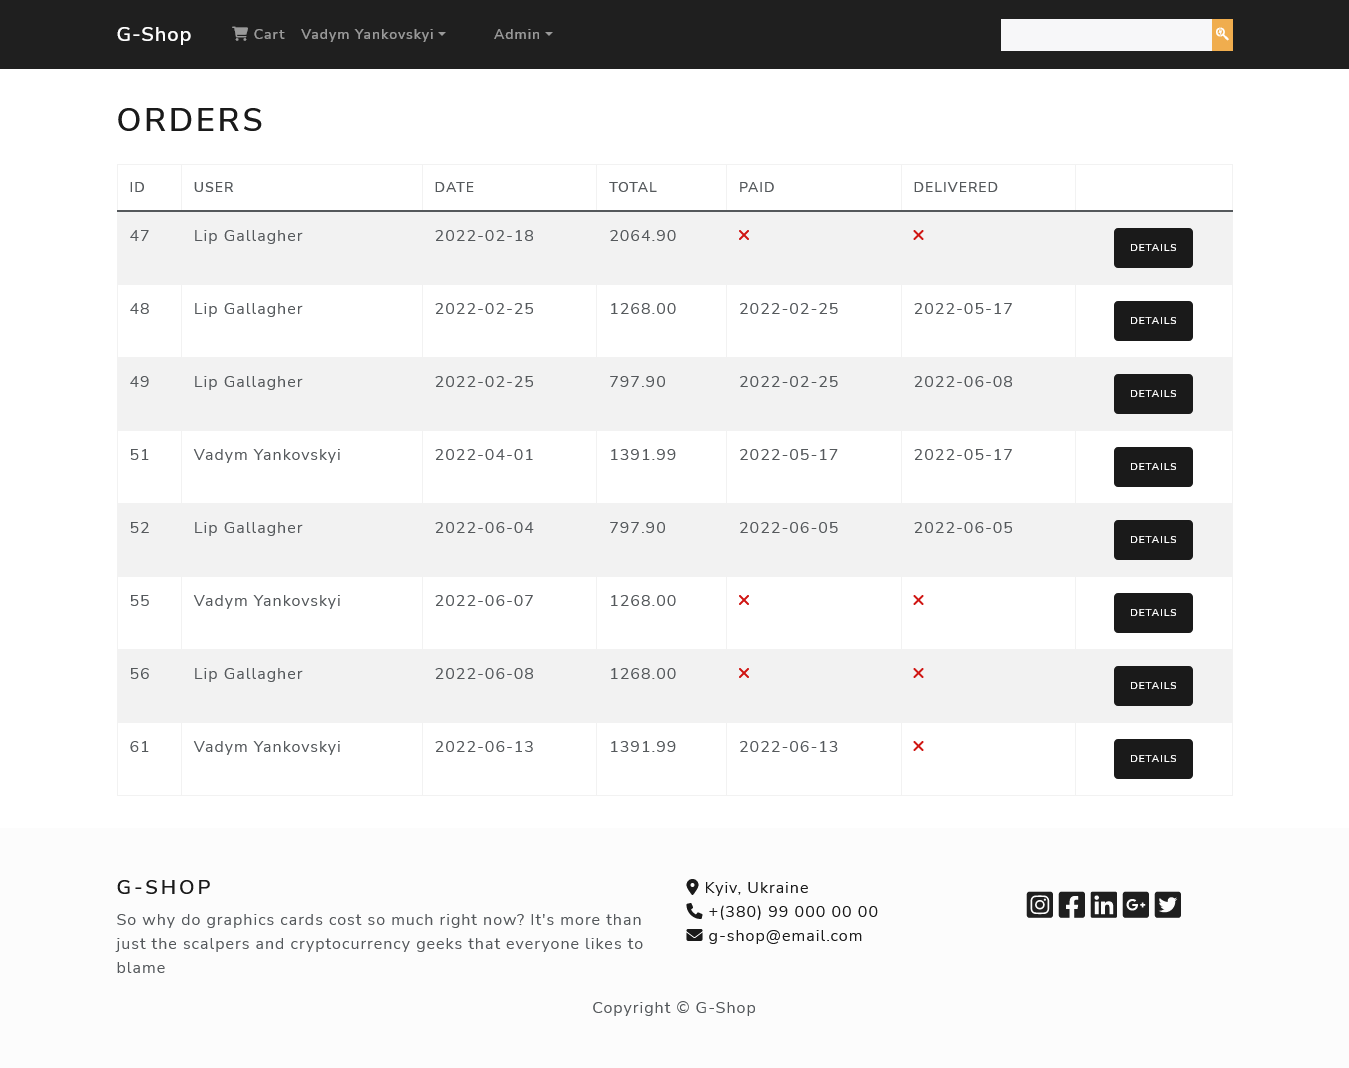 G-Shop Cart Vadym Yankovskyi Admin
ORDERS
ID USER DATE TOTAL PAID DELIVERED
47 Lip Gallagher 2022-02-18 2064.90 DETAILS
48 Lip Gallagher 2022-02-25 1268.00 2022-02-25 2022-05-17 DETAILS
49 Lip Gallagher 2022-02-25 797.90 2022-02-25 2022-06-08 DETAILS
51 Vadym Yankovskyi 2022-04-01 1391.99 2022-05-17 2022-05-17 DETAILS
52 Lip Gallagher 2022-06-04 797.90 2022-06-05 2022-06-05 DETAILS
55 Vadym Yankovskyi 2022-06-07 1268.00 DETAILS
56 Lip Gallagher 2022-06-08 1268.00 DETAILS
61 Vadym Yankovskyi 2022-06-13 1391.99 2022-06-13 DETAILS
G-SHOP
So why do graphics cards cost so much right now? It's more than
just the scalpers and cryptocurrency geeks that everyone likes to
blame
Kyiv, Ukraine
+(380) 99 000 00 00
g-shop@email.com
Copyright © G-Shop